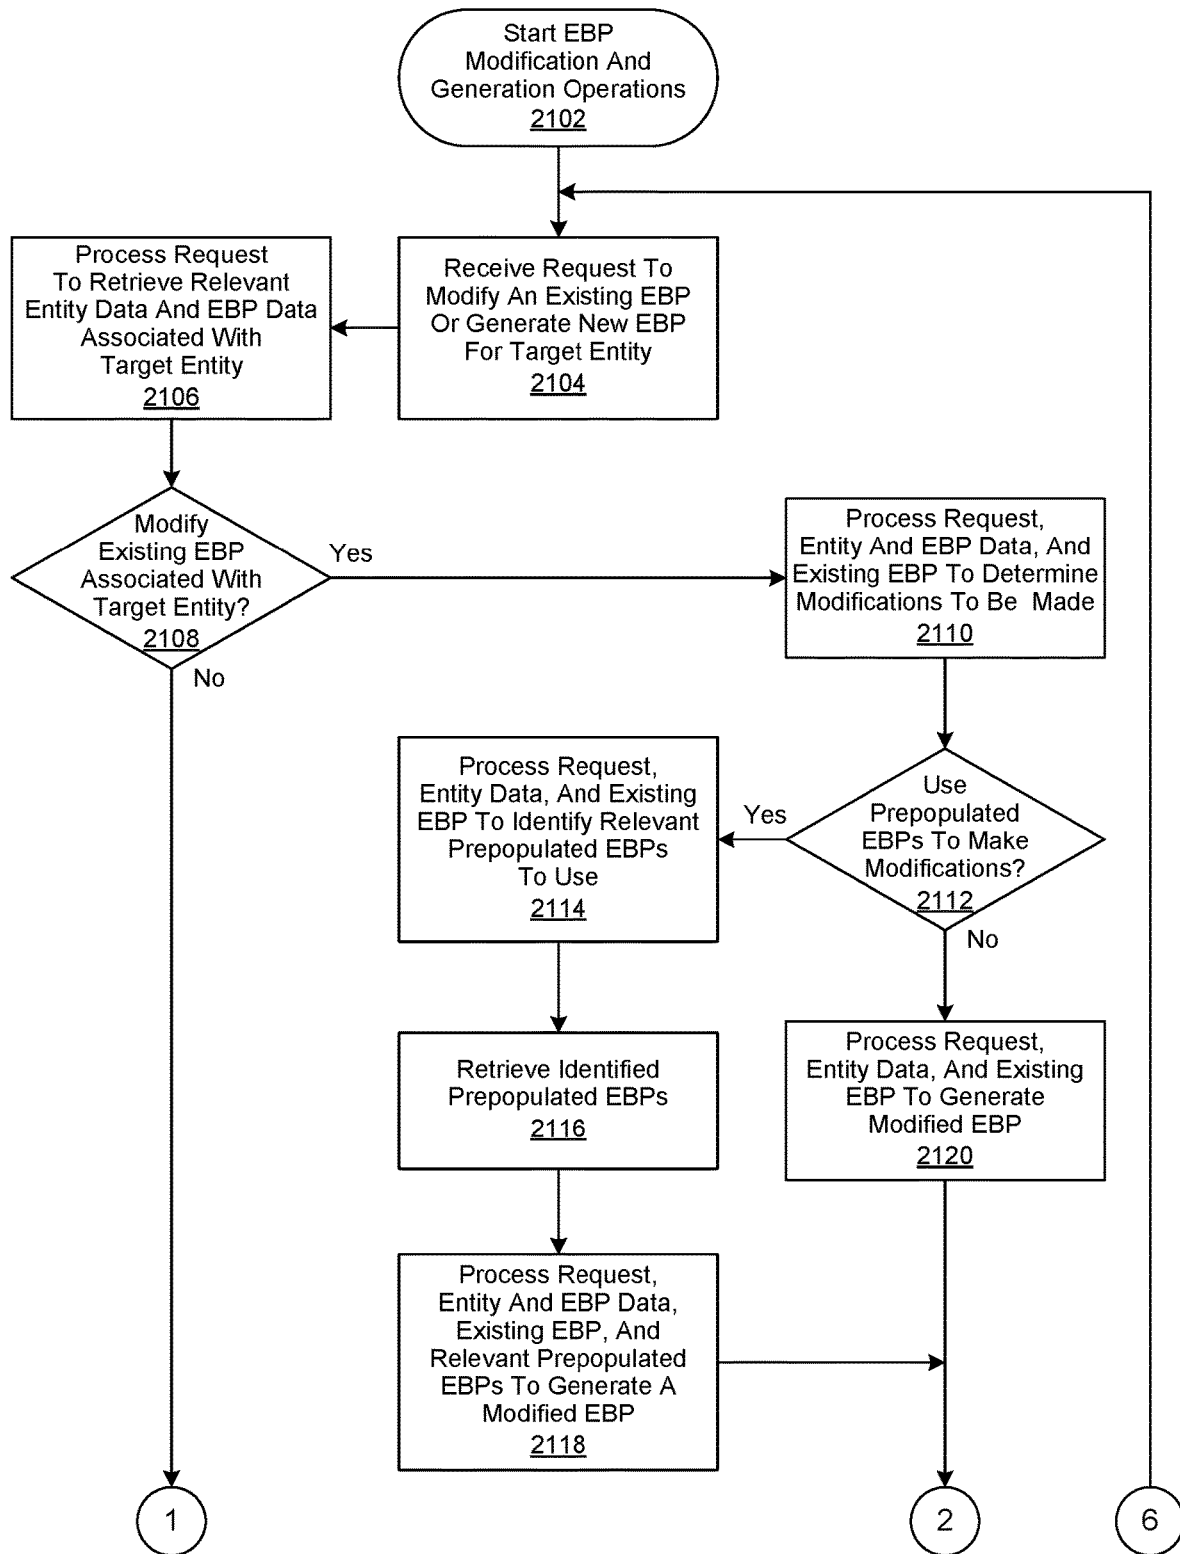 Start EBP
Modification And
Generation Operations
2102
Process Request
To Retrieve Relevant
Entity Data And EBP Data
Associated With
Target Entity
2106
Receive Request To
Modify An Existing EBP
Or Generate New EBP
For Target Entity
2104
Modify
Existing EBP
Associated With
Target Entity?
2108
Yes
No
Process Request,
Entity And EBP Data, And
Existing EBP To Determine
Modifications To Be Made
2110
Use
Prepopulated
EBPs To Make
Modifications?
2112
Yes
No
Process Request,
Entity Data, And Existing
EBP To Identify Relevant
Prepopulated EBPs
To Use
2114
Retrieve Identified
Prepopulated EBPs
2116
Process Request,
Entity Data, And Existing
EBP To Generate
Modified EBP
2120
Process Request,
Entity And EBP Data,
Existing EBP, And
Relevant Prepopulated
EBPs To Generate A
Modified EBP
2118
1
2
6